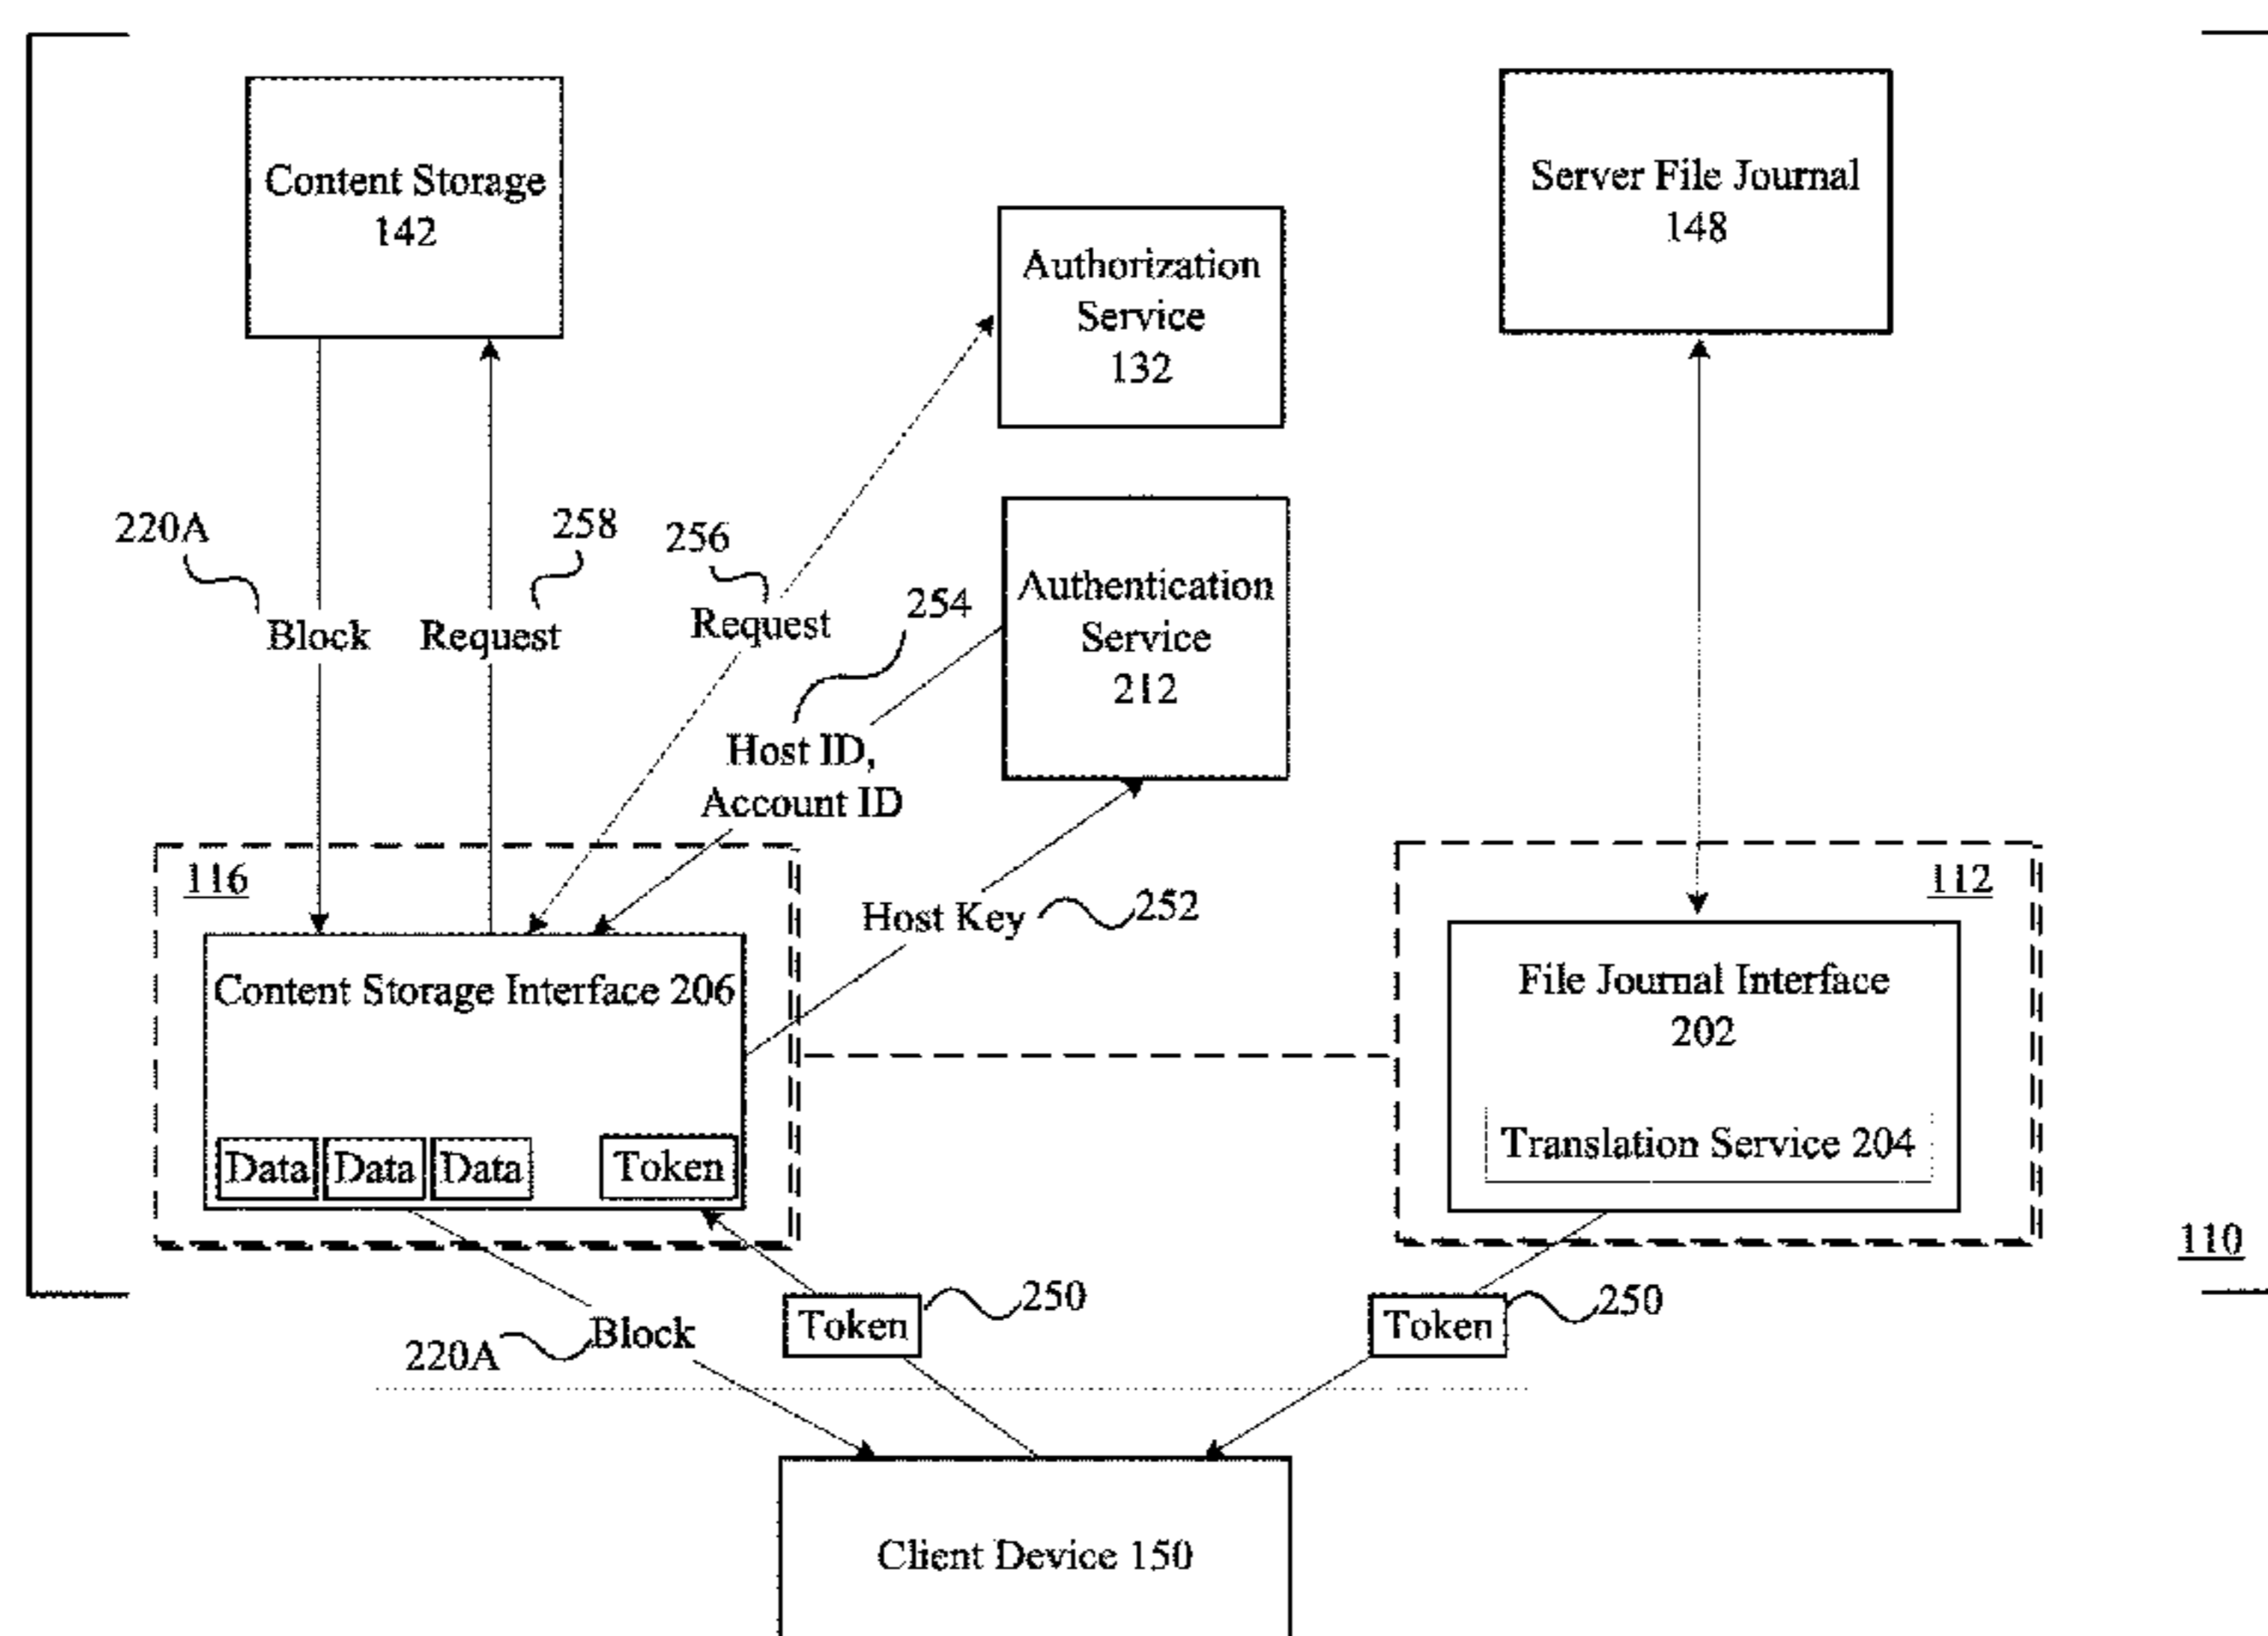 Content Storage
142
Server File Journal
148
Authorization
Service
132
220A
258
256
254
Block
Request
Request
Authentication
Service
212
Host ID,
Account ID
116
112
Host Key
252
Content Storage Interface 206
File Journal Interface
202
Data
Data
Data
Token
Translation Service 204
110
220A
Block
Token
250
Token
250
Client Device 150